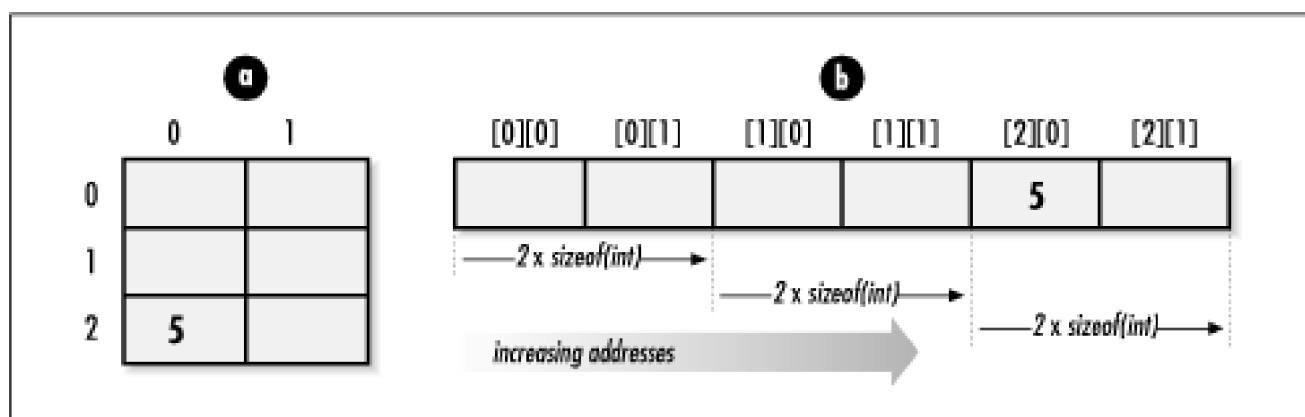 a
0 1
0
1
2 5
b
[0][0] [0][1] [1][0] [1][1] [2][0] [2][1]
5
2 x sizeof(int)
2 x sizeof(int)
2 x sizeof(int)
increasing addresses